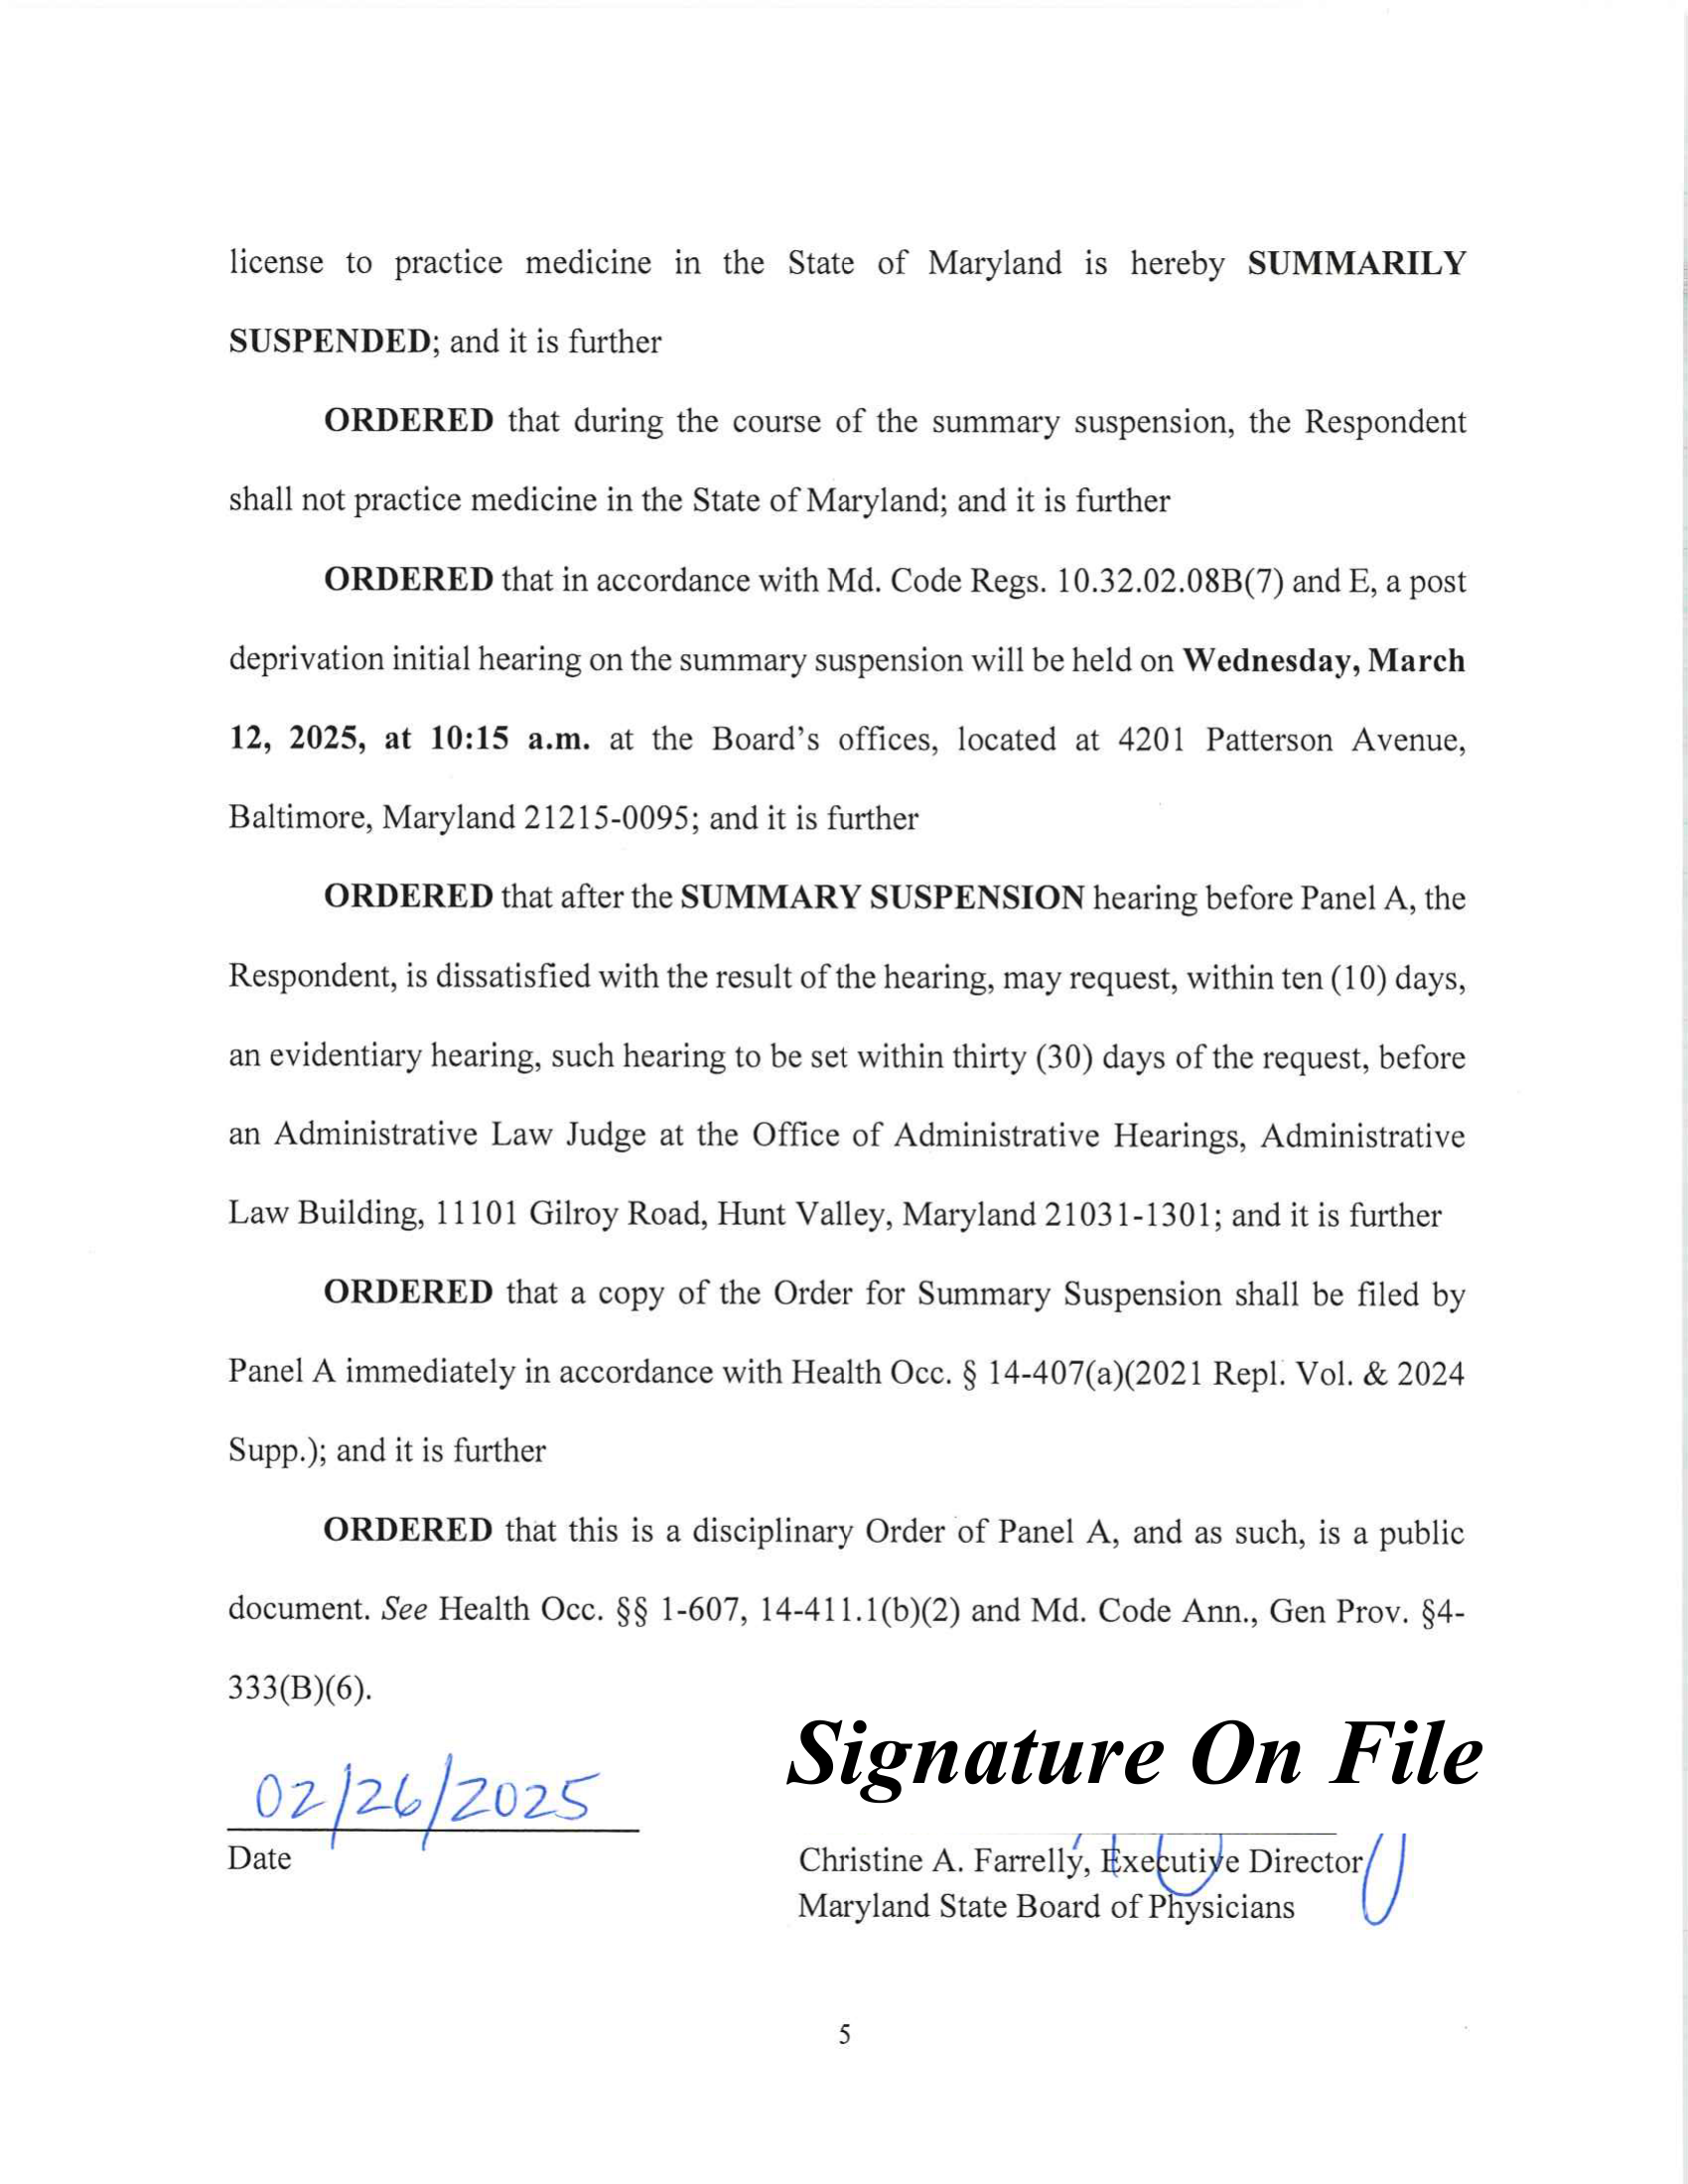 license to practice medicine in the State of Maryland is hereby SUMMARILY
SUSPENDED; and it is further
ORDERED that during the course of the summary suspension, the Respondent
shall not practice medicine in the State of Maryland; and it is further
ORDERED that in accordance with Md. Code Regs. 10.32.02.08B(7) and E, a post
deprivation initial hearing on the summary suspension will be held on Wednesday, March
12, 2025, at 10:15 a.m. at the Board's offices, located at 4201 Patterson Avenue,
Baltimore, Maryland 21215-0095; and it is further
ORDERED that after the SUMMARY SUSPENSION hearing before Panel A, the
Respondent, is dissatisfied with the result of the hearing, may request, within ten (10) days,
an evidentiary hearing, such hearing to be set within thirty (30) days of the request, before
an Administrative Law Judge at the Office of Administrative Hearings, Administrative
Law Building, 11101 Gilroy Road, Hunt Valley, Maryland 21031-1301; and it is further
ORDERED that a copy of the Order for Summary Suspension shall be filed by
Panel A immediately in accordance with Health Occ. § 14-407(a)(2021 Repl. Vol. & 2024
Supp.); and it is further
ORDERED that this is a disciplinary Order of Panel A, and as such, is a public
document. See Health Occ. §§ 1-607, 14-411.1(b)(2) and Md. Code Ann., Gen Prov. §4-
333(B)(6).
Signature On File
02/26/2025
Date
Christine A. Farrelly, Executive Director
Maryland State Board of Physicians
5